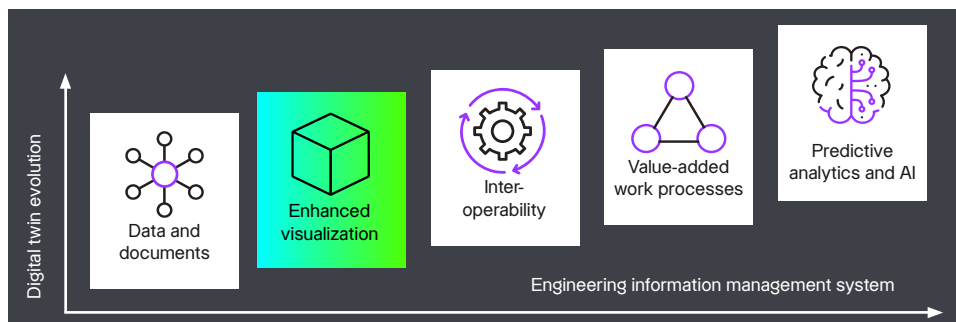 Digital twin evolution
Data and
documents
Enhanced
visualization
Inter-
operability
Value-added
work processes
Predictive
analytics and AI
Engineering information management system